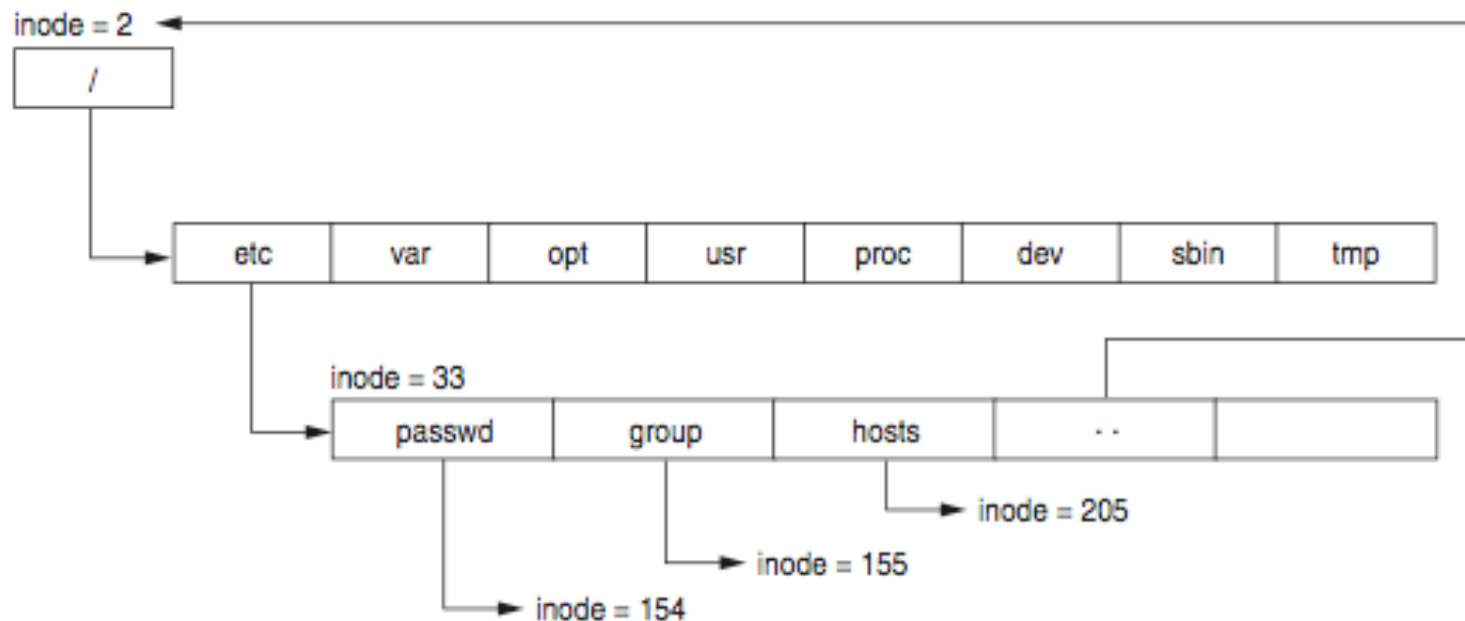 inode = 2
/
etc var opt usr proc dev sbin tmp
inode = 33
passwd group hosts ..
inode = 205
inode = 155
inode = 154